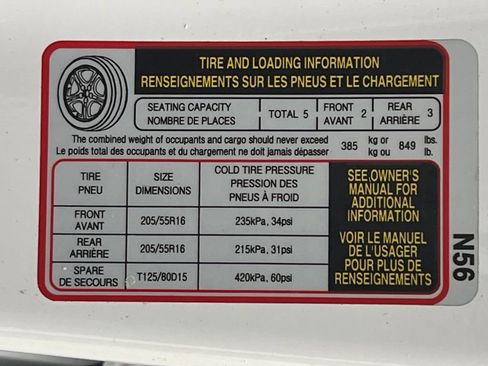 TIRE AND LOADING INFORMATION
RENSEIGNEMENTS SUR LES PNEUS ET LE CHARGEMENT
SEATING CAPACITY
NOMBRE DE PLACES
TOTAL 5
FRONT
AVANT 2
REAR
ARRIÈRE 3
The combined weight of occupants and cargo should never exceed 385 kg or 849 lbs.
Le poids total des occupants et du chargement ne doit jamais dépasser kg ou lb.
TIRE
PNEU
SIZE
DIMENSIONS
COLD TIRE PRESSURE
PRESSION DES
PNEUS À FROID
FRONT
AVANT
205/55R16
235kPa, 34psi
REAR
ARRIÈRE
205/55R16
215kPa, 31psi
SPARE
DE SECOURS
T125/80D15
420kPa, 60psi
SEE OWNER'S
MANUAL FOR
ADDITIONAL
INFORMATION
VOIR LE MANUEL
DE L'USAGER
POUR PLUS DE
RENSEIGNEMENTS
N56